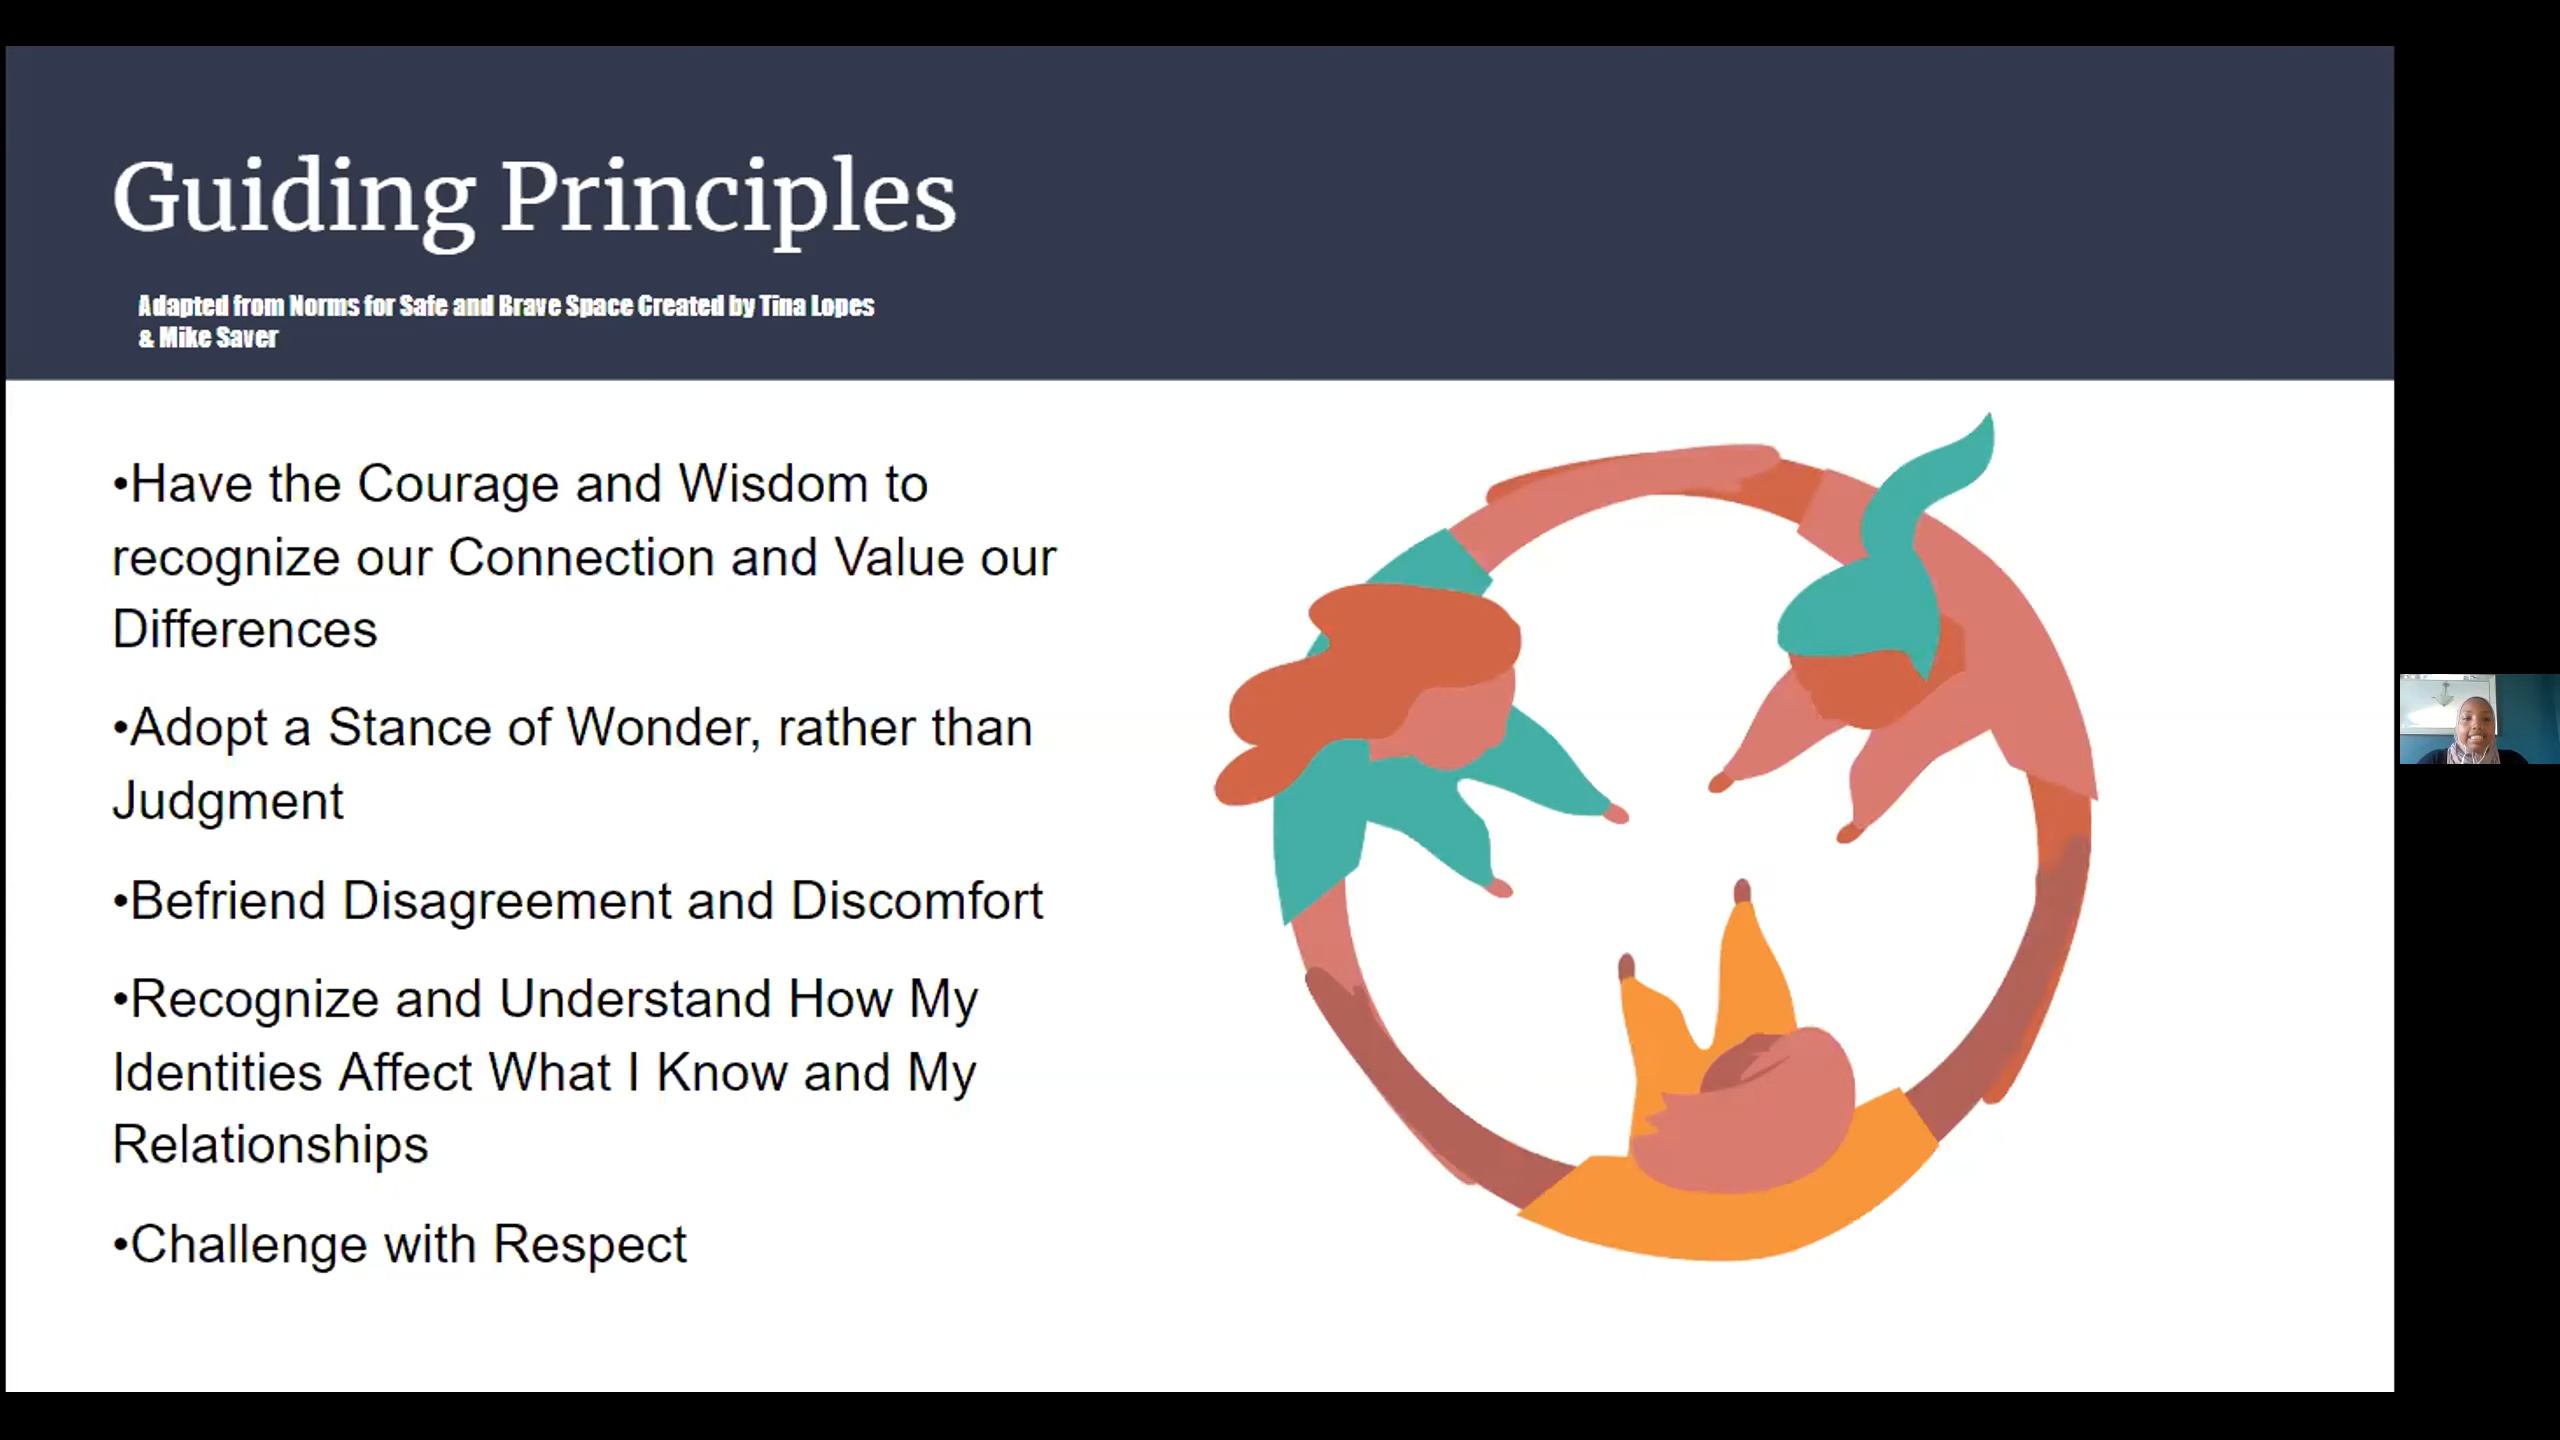 Guiding Principles
Adapted from Norms for Safe and Brave Space Created by Tina Lopes
& Mike Saver
•Have the Courage and Wisdom to
recognize our Connection and Value our
Differences
•Adopt a Stance of Wonder, rather than
Judgment
•Befriend Disagreement and Discomfort
•Recognize and Understand How My
Identities Affect What I Know and My
Relationships
•Challenge with Respect